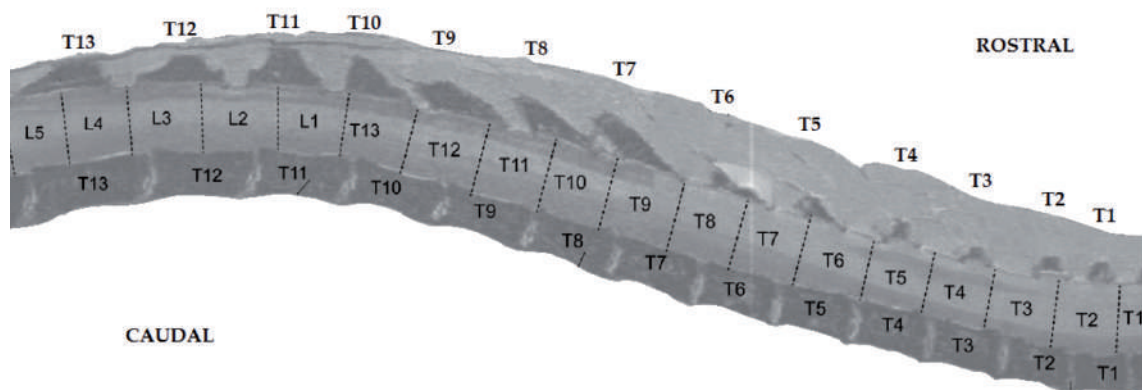 T13 T12 T11 T10 T9 T8 T7 T6 T5 T4 T3 T2 T1
ROSTRAL
L5 L4 L3 L2 L1 T13 T12 T11 T10 T9 T8 T7 T6 T5 T4 T3 T2 T1
T13 T12 T11 T10 T9 T8 T7 T6 T5 T4 T3 T2 T1
CAUDAL